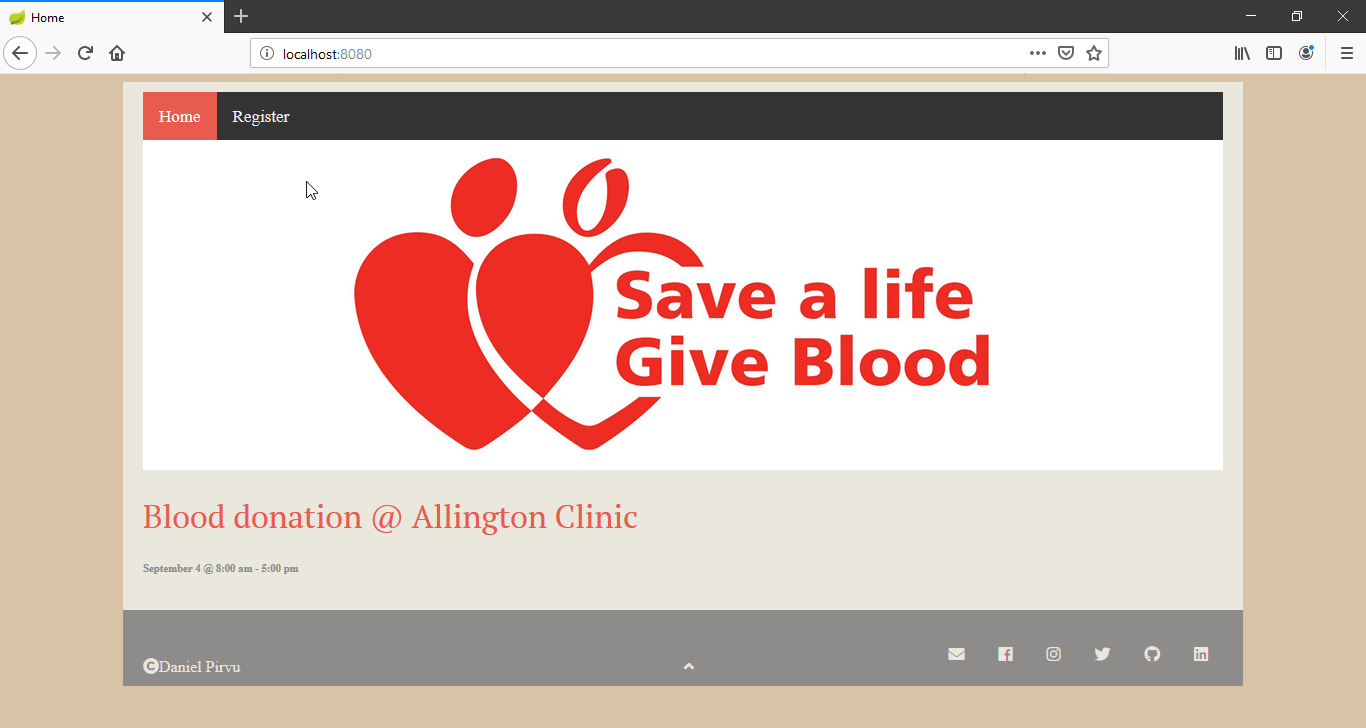 Home
localhost:8080
Home Register
Save a life
Give Blood
Blood donation @ Allington Clinic
September 4 @ 8:00 am - 5:00 pm
©Daniel Pirvu